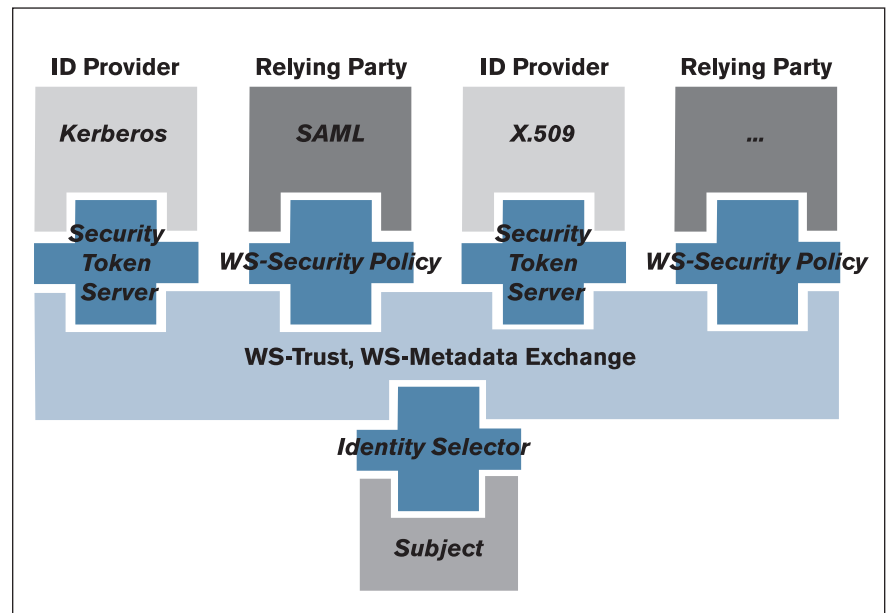 ID Provider
Relying Party
ID Provider
Relying Party
Kerberos
SAML
X.509
...
Security
Token
Server
WS-Security Policy
Security
Token
Server
WS-Security Policy
WS-Trust, WS-Metadata Exchange
Identity Selector
Subject